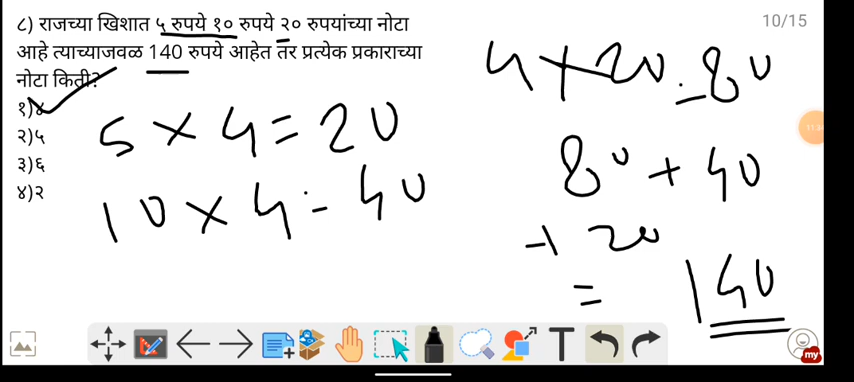 ८) राजच्या खिशात ५ रुपये १० रुपये २० रुपयांच्या नोटा
आहे त्याच्याजवळ 140 रुपये आहेत तर प्रत्येक प्रकाराच्या
नोटा किती?
१)४
२)५
३)६
४)२
5 × 4 = 20
10 × 4 = 40
10/15
4 × 20 = 80
80 + 40
+ 20
= 140
T
my